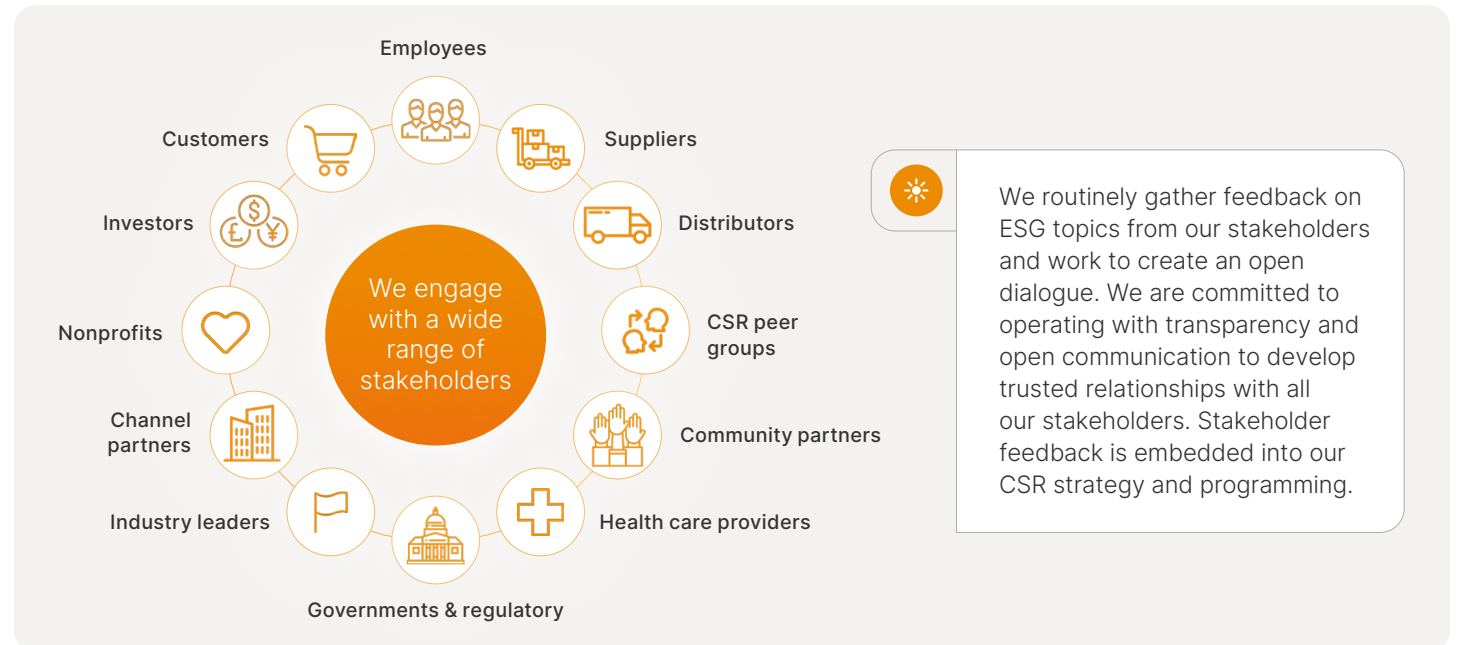 Employees
Suppliers
Distributors
CSR peer
groups
Community partners
Health care providers
Governments & regulatory
Industry leaders
Channel
partners
Nonprofits
Investors
Customers
$
£
¥
We engage
with a wide
range of
stakeholders
We routinely gather feedback on
ESG topics from our stakeholders
and work to create an open
dialogue. We are committed to
operating with transparency and
open communication to develop
trusted relationships with all
our stakeholders. Stakeholder
feedback is embedded into our
CSR strategy and programming.